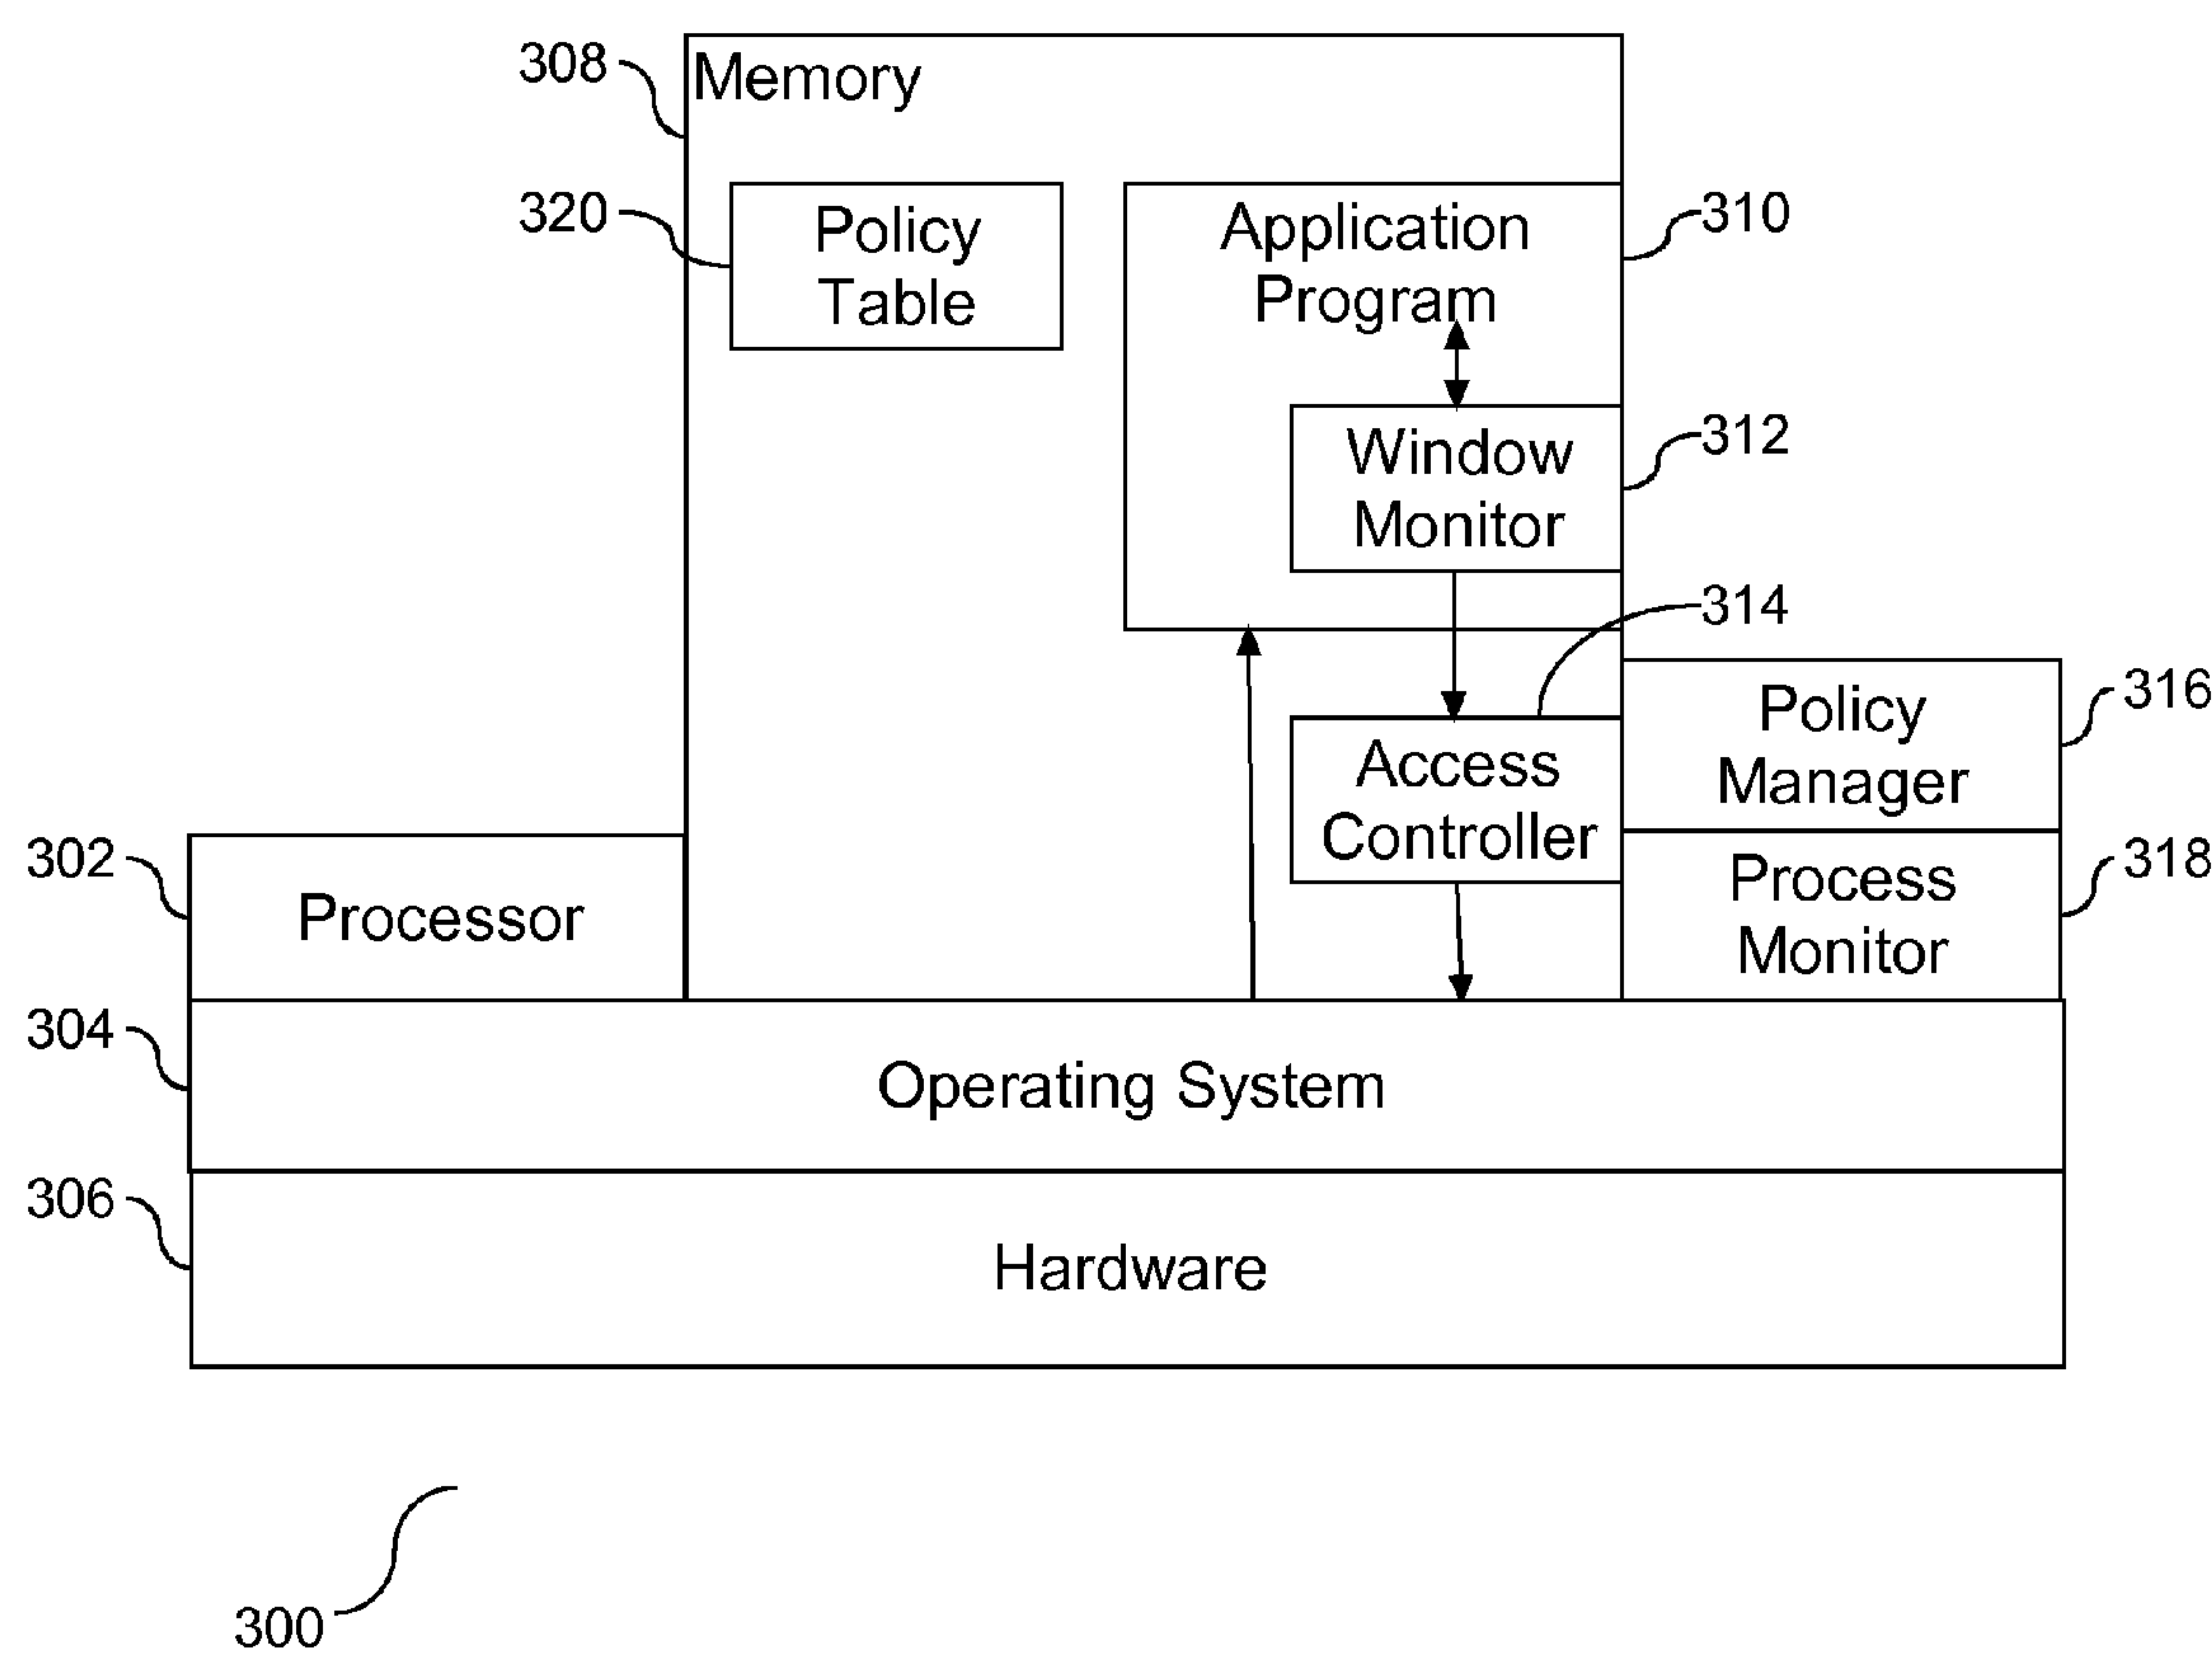 308
Memory
320
Policy
Table
Application
Program
310
Window
Monitor
312
314
Access
Controller
Policy
Manager
316
302
Processor
Process
Monitor
318
304
Operating System
306
Hardware
300